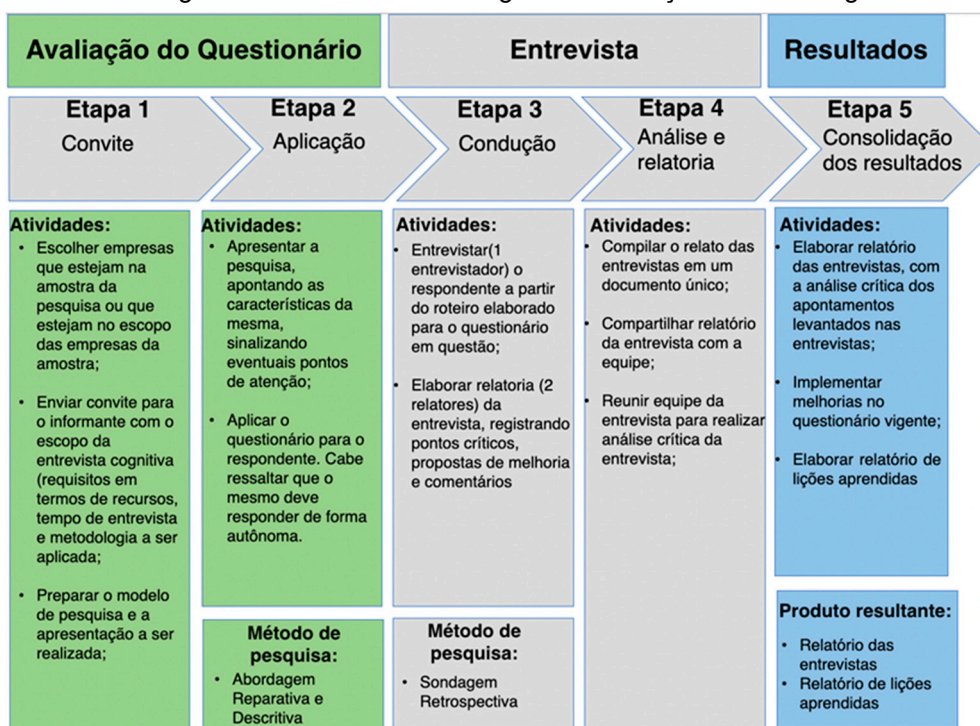 Avaliação do Questionário
Entrevista
Resultados
Etapa 1
Convite
Etapa 2
Aplicação
Etapa 3
Condução
Etapa 4
Análise e
relatoria
Etapa 5
Consolidação
dos resultados
Atividades:
• Escolher empresas
que estejam na
amostra da
pesquisa ou que
estejam no escopo
das empresas da
amostra;
• Enviar convite para
o informante com o
escopo da
entrevista cognitiva
(requisitos em
termos de recursos,
tempo de entrevista
e metodologia a ser
aplicada;
• Preparar o modelo
de pesquisa e a
apresentação a ser
realizada;
Atividades:
• Apresentar a
pesquisa,
apontando as
características da
mesma,
sinalizando
eventuais pontos
de atenção;
• Aplicar o
questionário para o
respondente. Cabe
ressaltar que o
mesmo deve
responder de forma
autônoma.
Método de
pesquisa:
• Abordagem
Reparativa e
Descritiva
Atividades:
• Entrevistar(1
entrevistador) o
respondente a partir
do roteiro elaborado
para o questionário
em questão;
• Elaborar relatoria (2
relatores) da
entrevista, registrando
pontos críticos,
propostas de melhoria
e comentários
Método de
pesquisa:
• Sondagem
Retrospectiva
Atividades:
• Compilar o relato das
entrevistas em um
documento único;
• Compartilhar relatório
da entrevista com a
equipe;
• Reunir equipe da
entrevista para realizar
análise crítica da
entrevista;
Atividades:
• Elaborar relatório
das entrevistas, com
a análise crítica dos
apontamentos
levantados nas
entrevistas;
• Implementar
melhorias no
questionário vigente;
• Elaborar relatório de
lições aprendidas
Produto resultante:
• Relatório das
entrevistas
• Relatório de lições
aprendidas